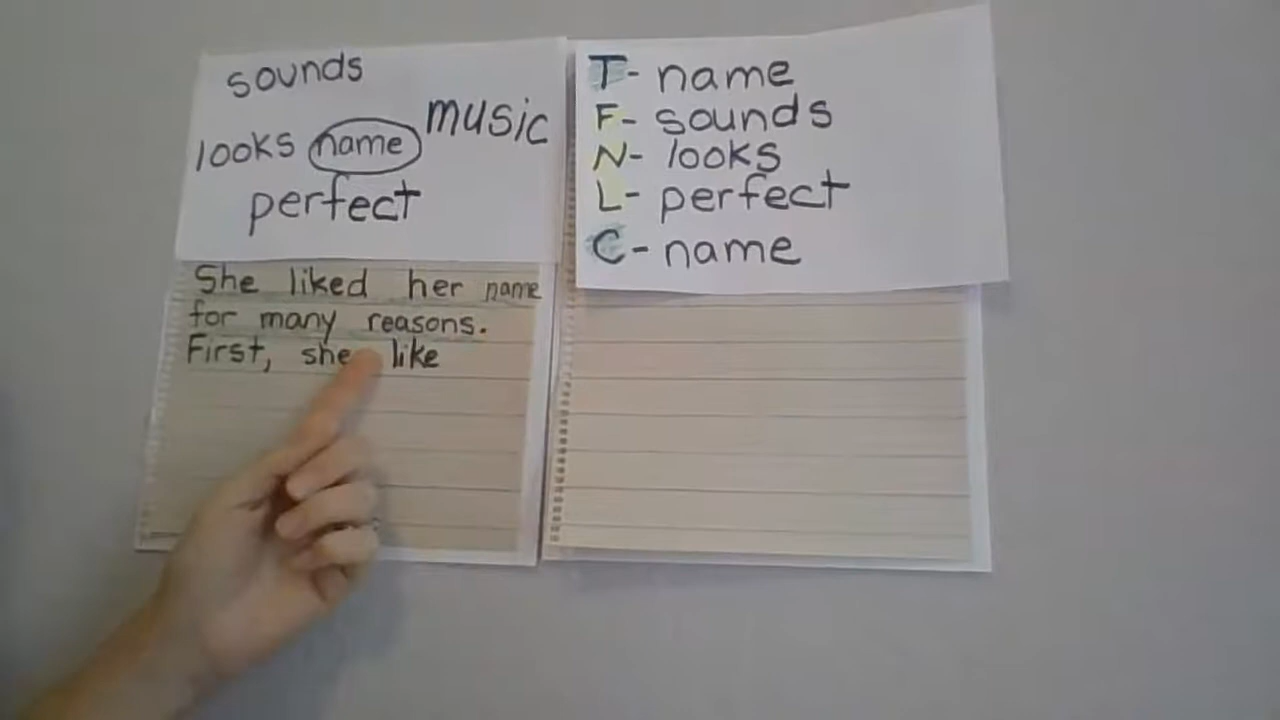 sounds
music
looks name
perfect
She liked her name
for many reasons.
First, she like
T- name
F- sounds
N- looks
L- perfect
C- name